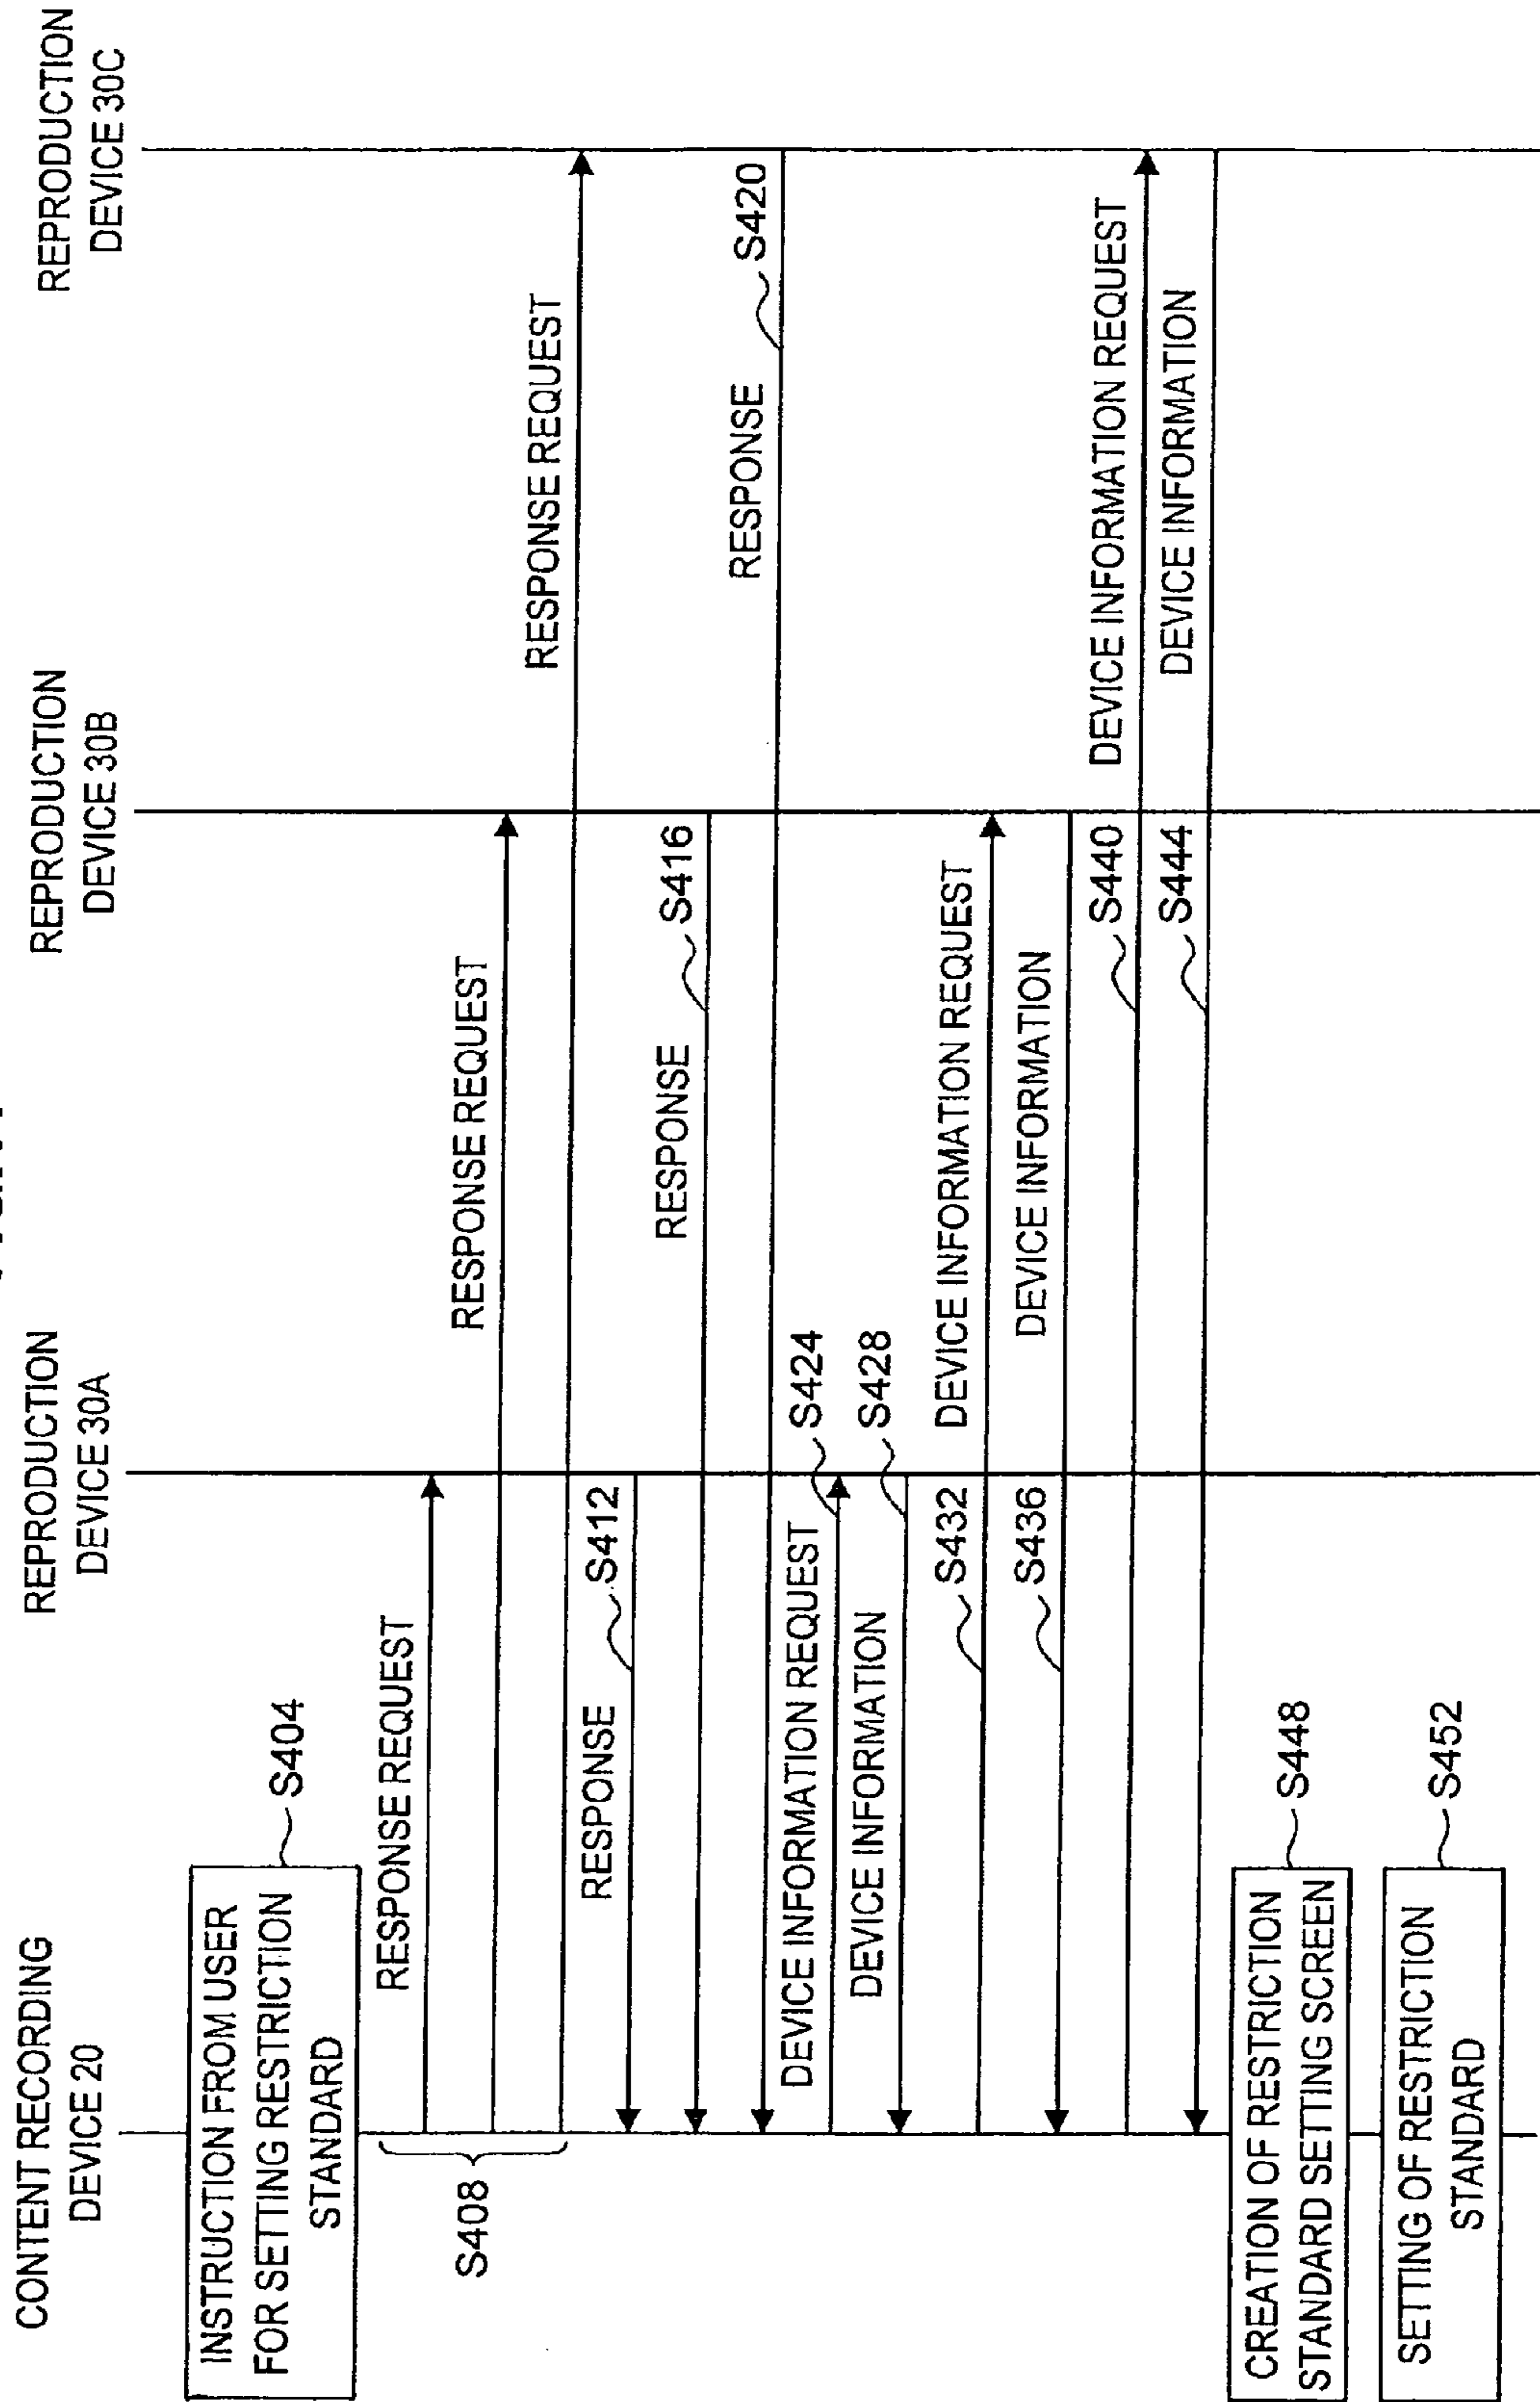 CONTENT RECORDING
DEVICE 20
REPRODUCTION
DEVICE 30A
REPRODUCTION
DEVICE 30B
REPRODUCTION
DEVICE 30C
INSTRUCTION FROM USER
FOR SETTING RESTRICTION
STANDARD
S404
S408
RESPONSE REQUEST
RESPONSE REQUEST
RESPONSE REQUEST
RESPONSE
S412
RESPONSE
S416
RESPONSE
S420
DEVICE INFORMATION REQUEST
S424
DEVICE INFORMATION
S428
S432
DEVICE INFORMATION REQUEST
S436
DEVICE INFORMATION
S440
DEVICE INFORMATION REQUEST
S444
DEVICE INFORMATION
CREATION OF RESTRICTION
STANDARD SETTING SCREEN
S448
SETTING OF RESTRICTION
STANDARD
S452